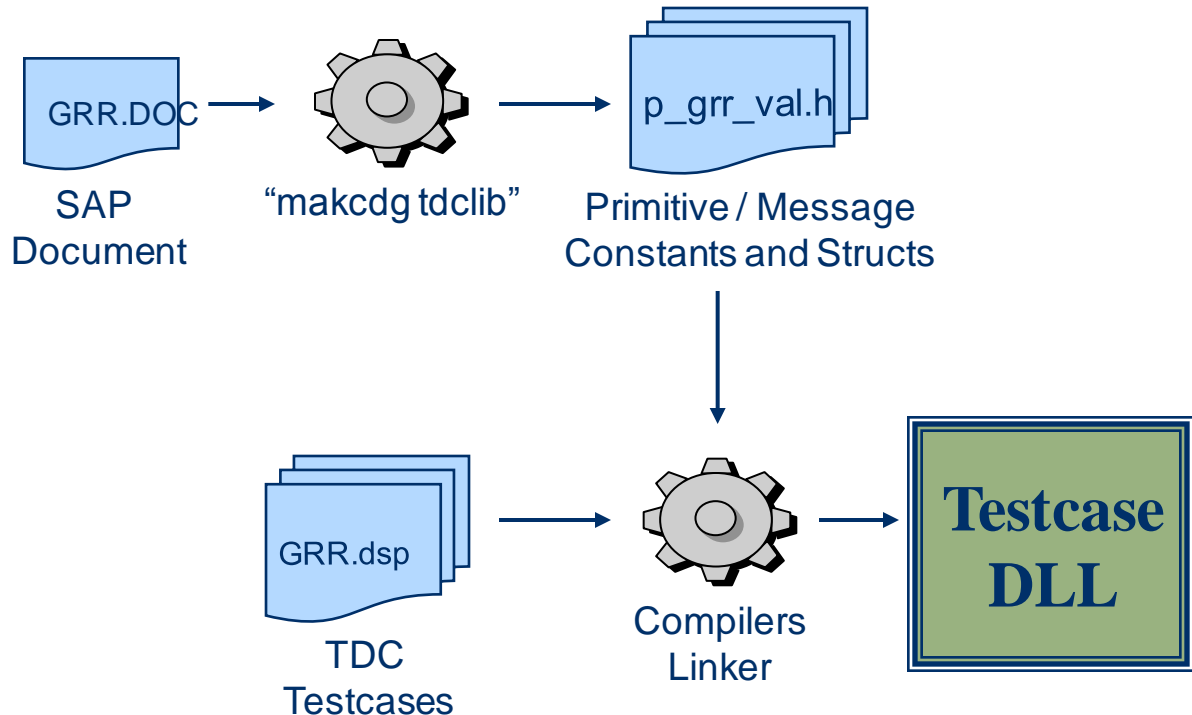 GRR.DOC
p_grr_val.h
SAP
Document
“makcdg tdclib”
Primitive / Message
Constants and Structs
GRR.dsp
Testcase
DLL
Compilers
Linker
TDC
Testcases